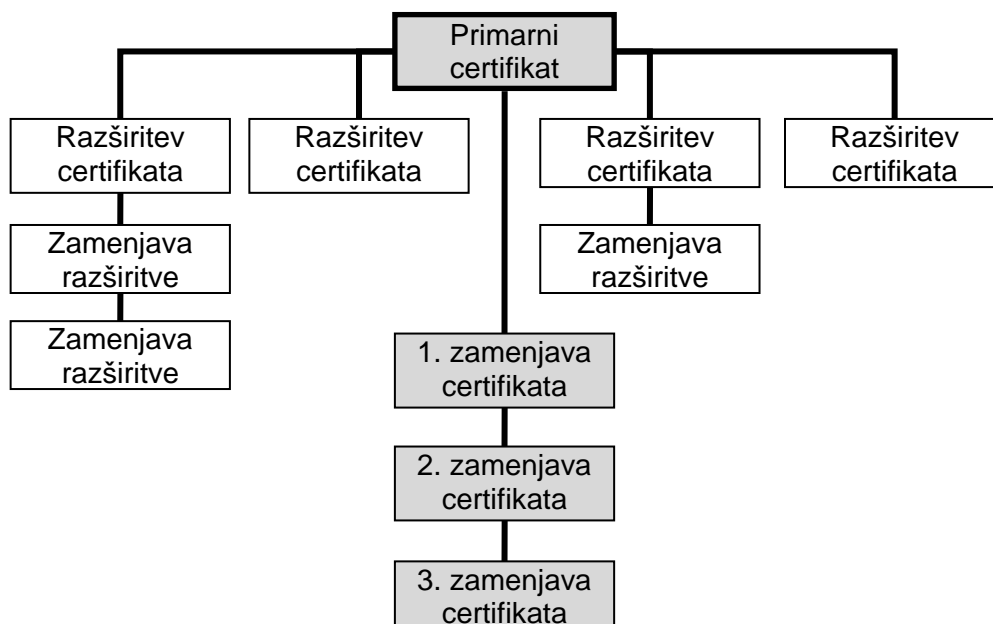 Primarni
certifikat
Razširitev
certifikata
Razširitev
certifikata
Razširitev
certifikata
Razširitev
certifikata
Zamenjava
razširitve
Zamenjava
razširitve
Zamenjava
razširitve
1. zamenjava
certifikata
2. zamenjava
certifikata
3. zamenjava
certifikata